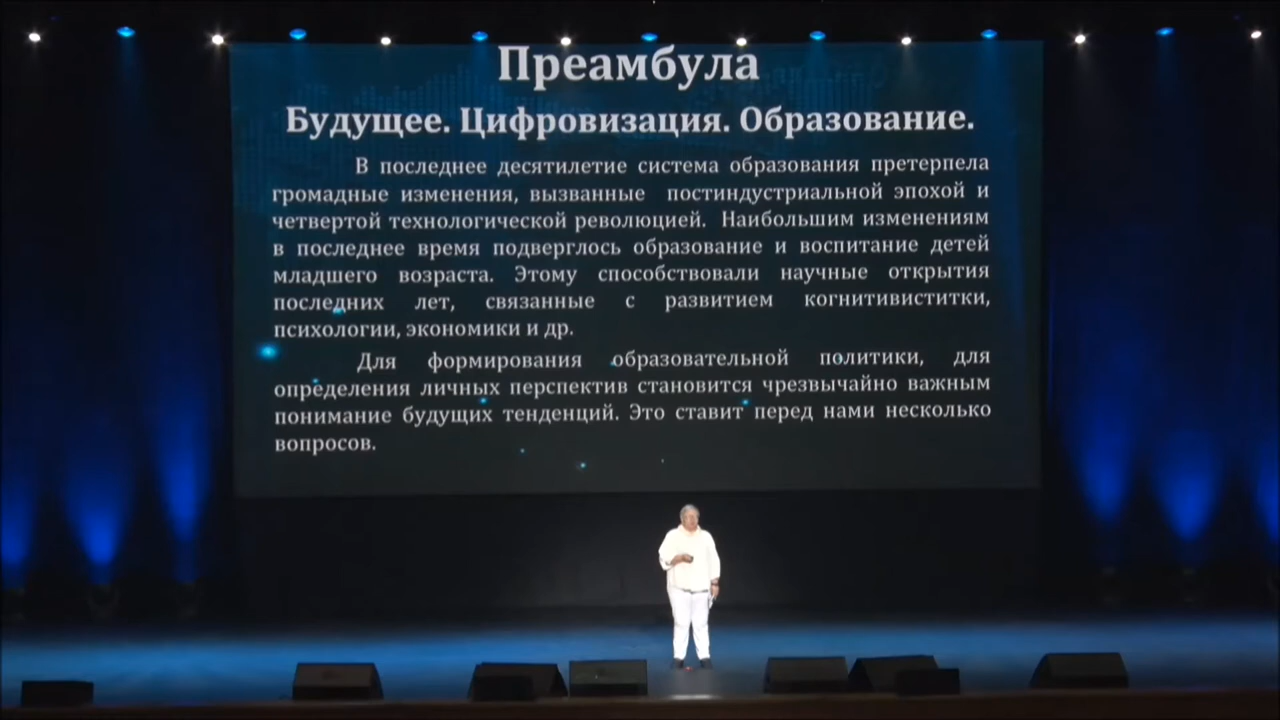 Преамбула
Будущее. Цифровизация. Образование.
В последнее десятилетие система образования претерпела
громадные изменения, вызванные постиндустриальной эпохой и
четвертой технологической революцией. Наибольшим изменениям
в последнее время подверглось образование и воспитание детей
младшего возраста. Этому способствовали научные открытия
последних лет, связанные с развитием когнитивиститки,
психологии, экономики и др.
Для формирования образовательной политики, для
определения личных перспектив становится чрезвычайно важным
понимание будущих тенденций. Это ставит перед нами несколько
вопросов.